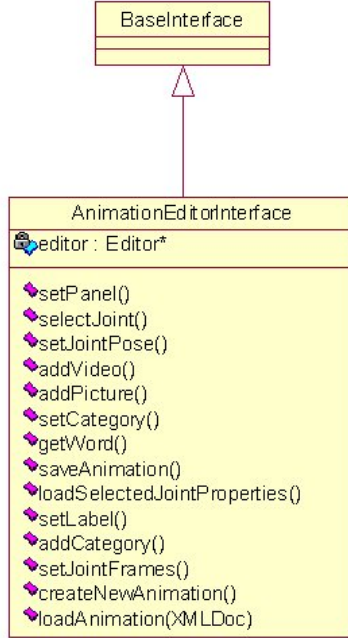 BaseInterface
AnimationEditorInterface
editor : Editor*
setPanel()
selectJoint()
setJointPose()
addVideo()
addPicture()
setCategory()
getWord()
saveAnimation()
loadSelectedJointProperties()
setLabel()
addCategory()
setJointFrames()
createNewAnimation()
loadAnimation(XMLDoc)